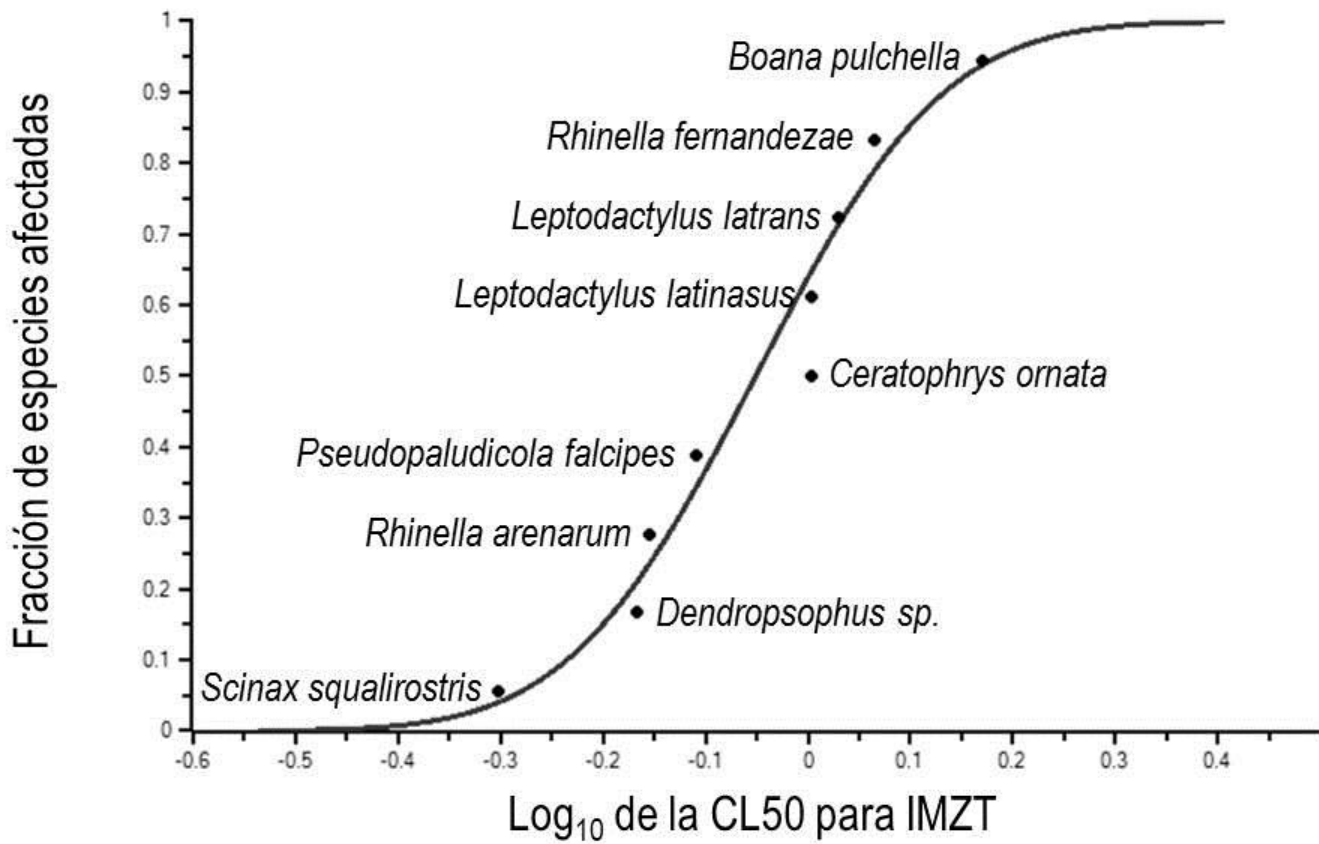 Fracción de especies afectadas
1
0.9
0.8
0.7
0.6
0.5
0.4
0.3
0.2
0.1
0
Boana pulchella
Rhinella fernandezae
Leptodactylus latrans
Leptodactylus latinasus
Ceratophrys ornata
Pseudopaludicola falcipes
Rhinella arenarum
Dendropsophus sp.
Scinax squalirostris
-0.6 -0.5 -0.4 -0.3 -0.2 -0.1 0 0.1 0.2 0.3 0.4
Log₁₀ de la CL50 para IMZT